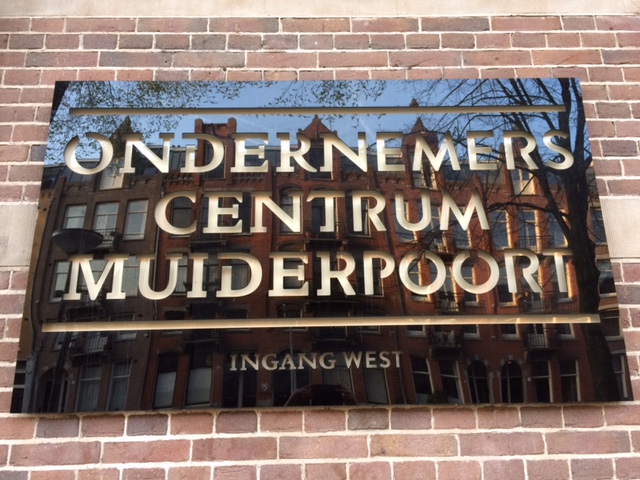 ONDERNEMERS
CENTRUM
MUIDERPOORT
INGANG WEST